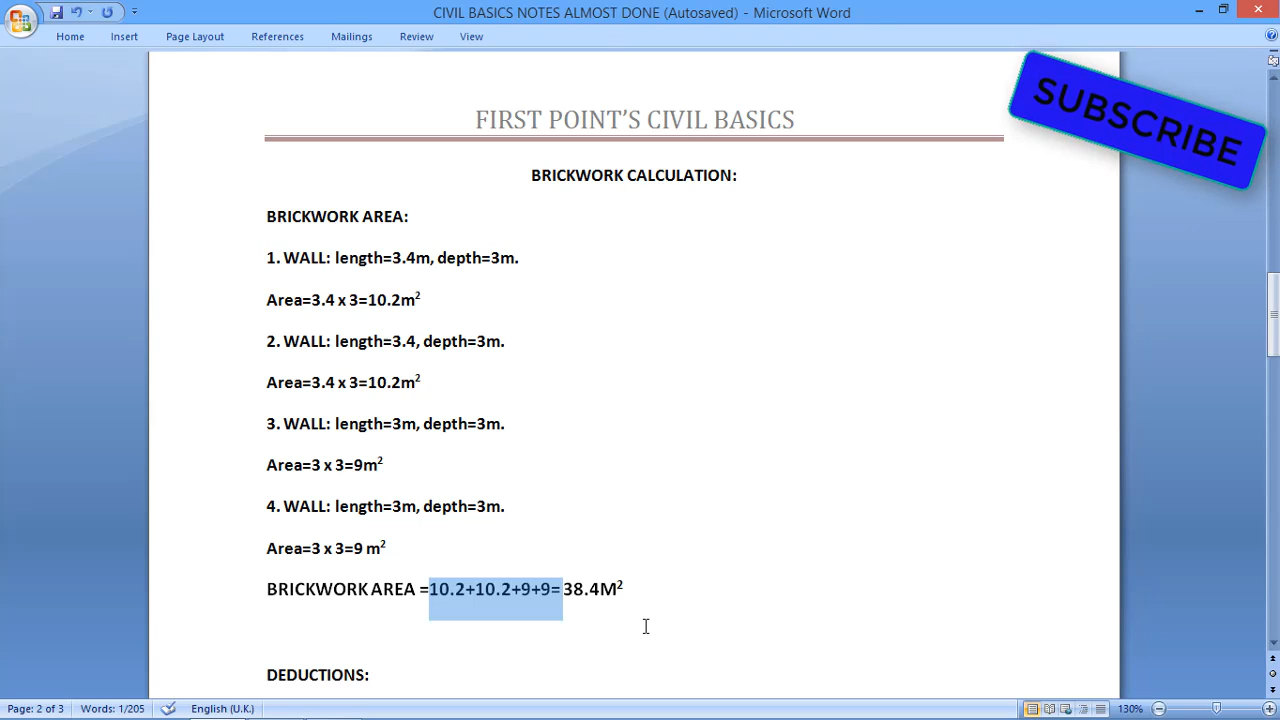 CIVIL BASICS NOTES ALMOST DONE (Autosaved) - Microsoft Word
Home Insert Page Layout References Mailings Review View
SUBSCRIBE
FIRST POINT'S CIVIL BASICS
BRICKWORK CALCULATION:
BRICKWORK AREA:
1. WALL: length=3.4m, depth=3m.
Area=3.4 x 3=10.2m²
2. WALL: length=3.4, depth=3m.
Area=3.4 x 3=10.2m²
3. WALL: length=3m, depth=3m.
Area=3 x 3=9m²
4. WALL: length=3m, depth=3m.
Area=3 x 3=9 m²
BRICKWORK AREA =10.2+10.2+9+9= 38.4M²
DEDUCTIONS:
Page: 2 of 3 Words: 1/205 English (U.K.) 130%